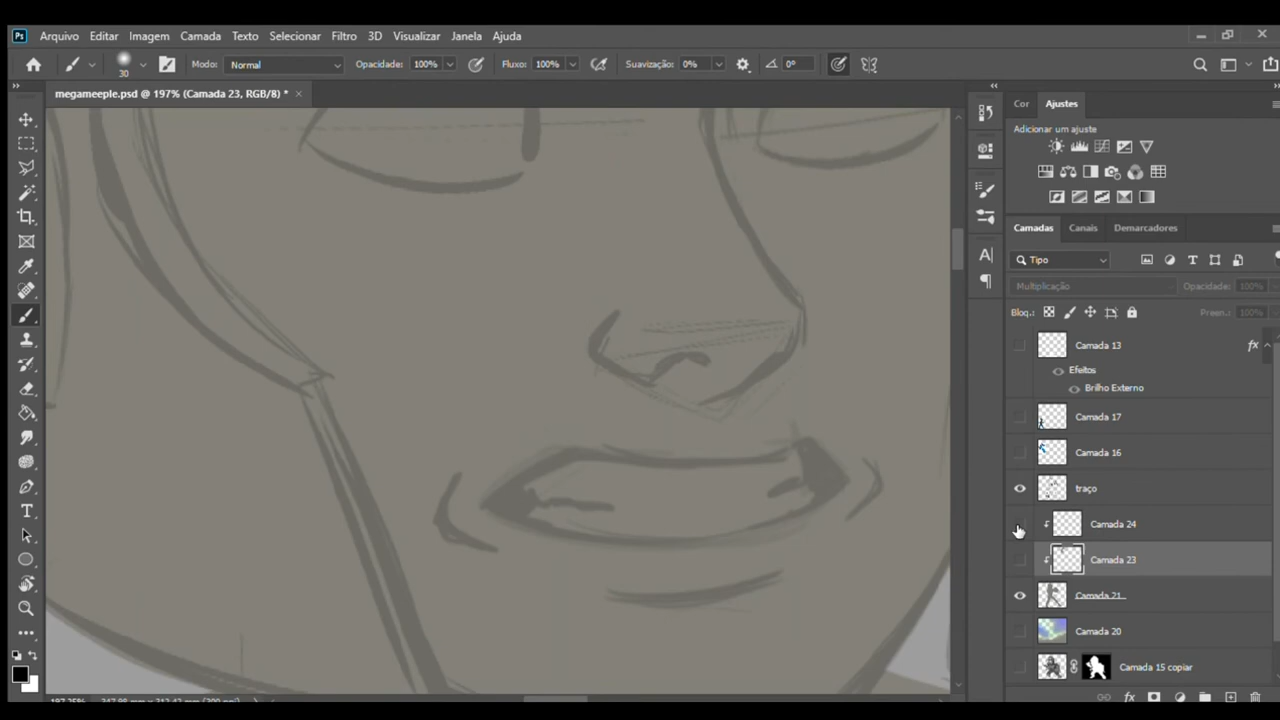 Ps Arquivo Editar Imagem Camada Texto Selecionar Filtro 3D Visualizar Janela Ajuda
30 Modo: Normal Opacidade: 100% Fluxo: 100% Suavização: 0% 0°
megameeple.psd @ 197% (Camada 23, RGB/8) *
Cor Ajustes
Adicionar um ajuste
Camadas Canais Demarcadores
Tipo
Multiplicação Opacidade: 100%
Bloq.: Preen.: 100%
Camada 13 fx
Efeitos
Brilho Externo
Camada 17
Camada 16
traço
Camada 24
Camada 23
Camada 21
Camada 20
Camada 15 copiar